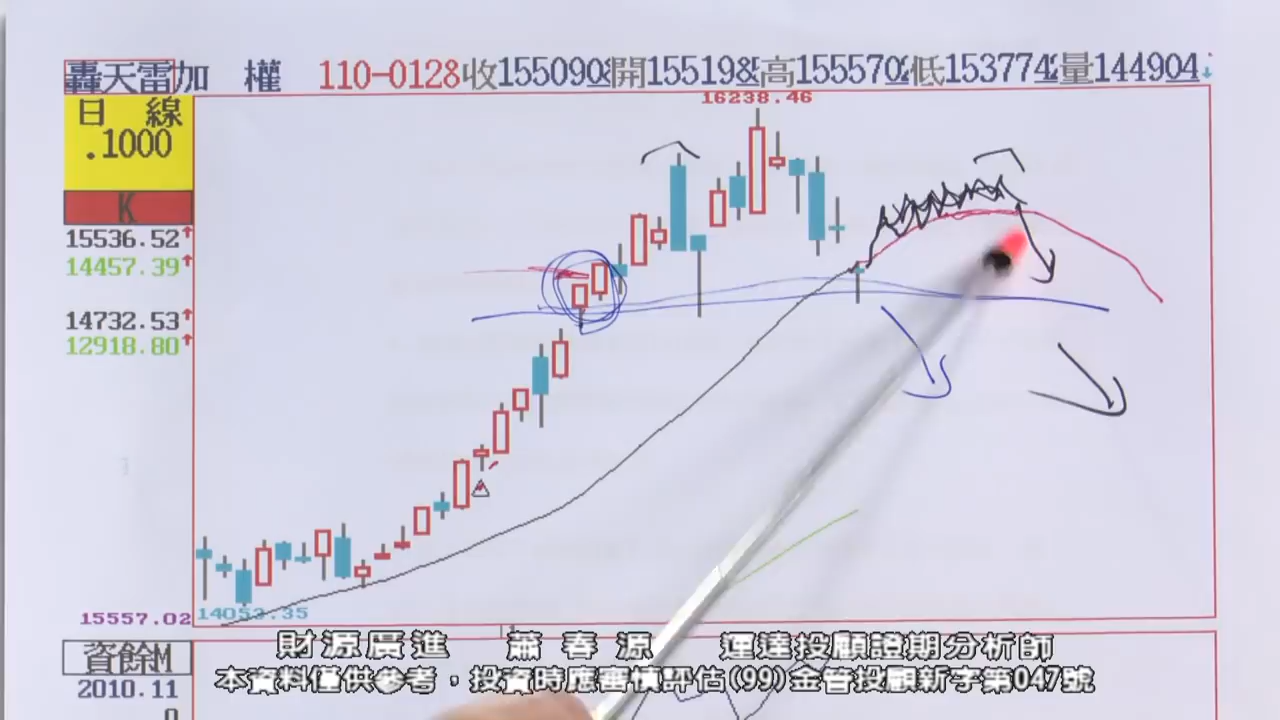 轟天雷加 權 110-0128收15509.0開15519.8高15557.0低15377.4量144904↓
16238.46
日 線
.1000
K
15536.52↑
14457.39↑
14732.53↑
12918.80↑
15557.02
14053.35
資餘M
2010.11
財源廣進 蕭春源 運達投顧證期分析師
本資料僅供參考，投資時應審慎評估(99)金管投顧新字第047號